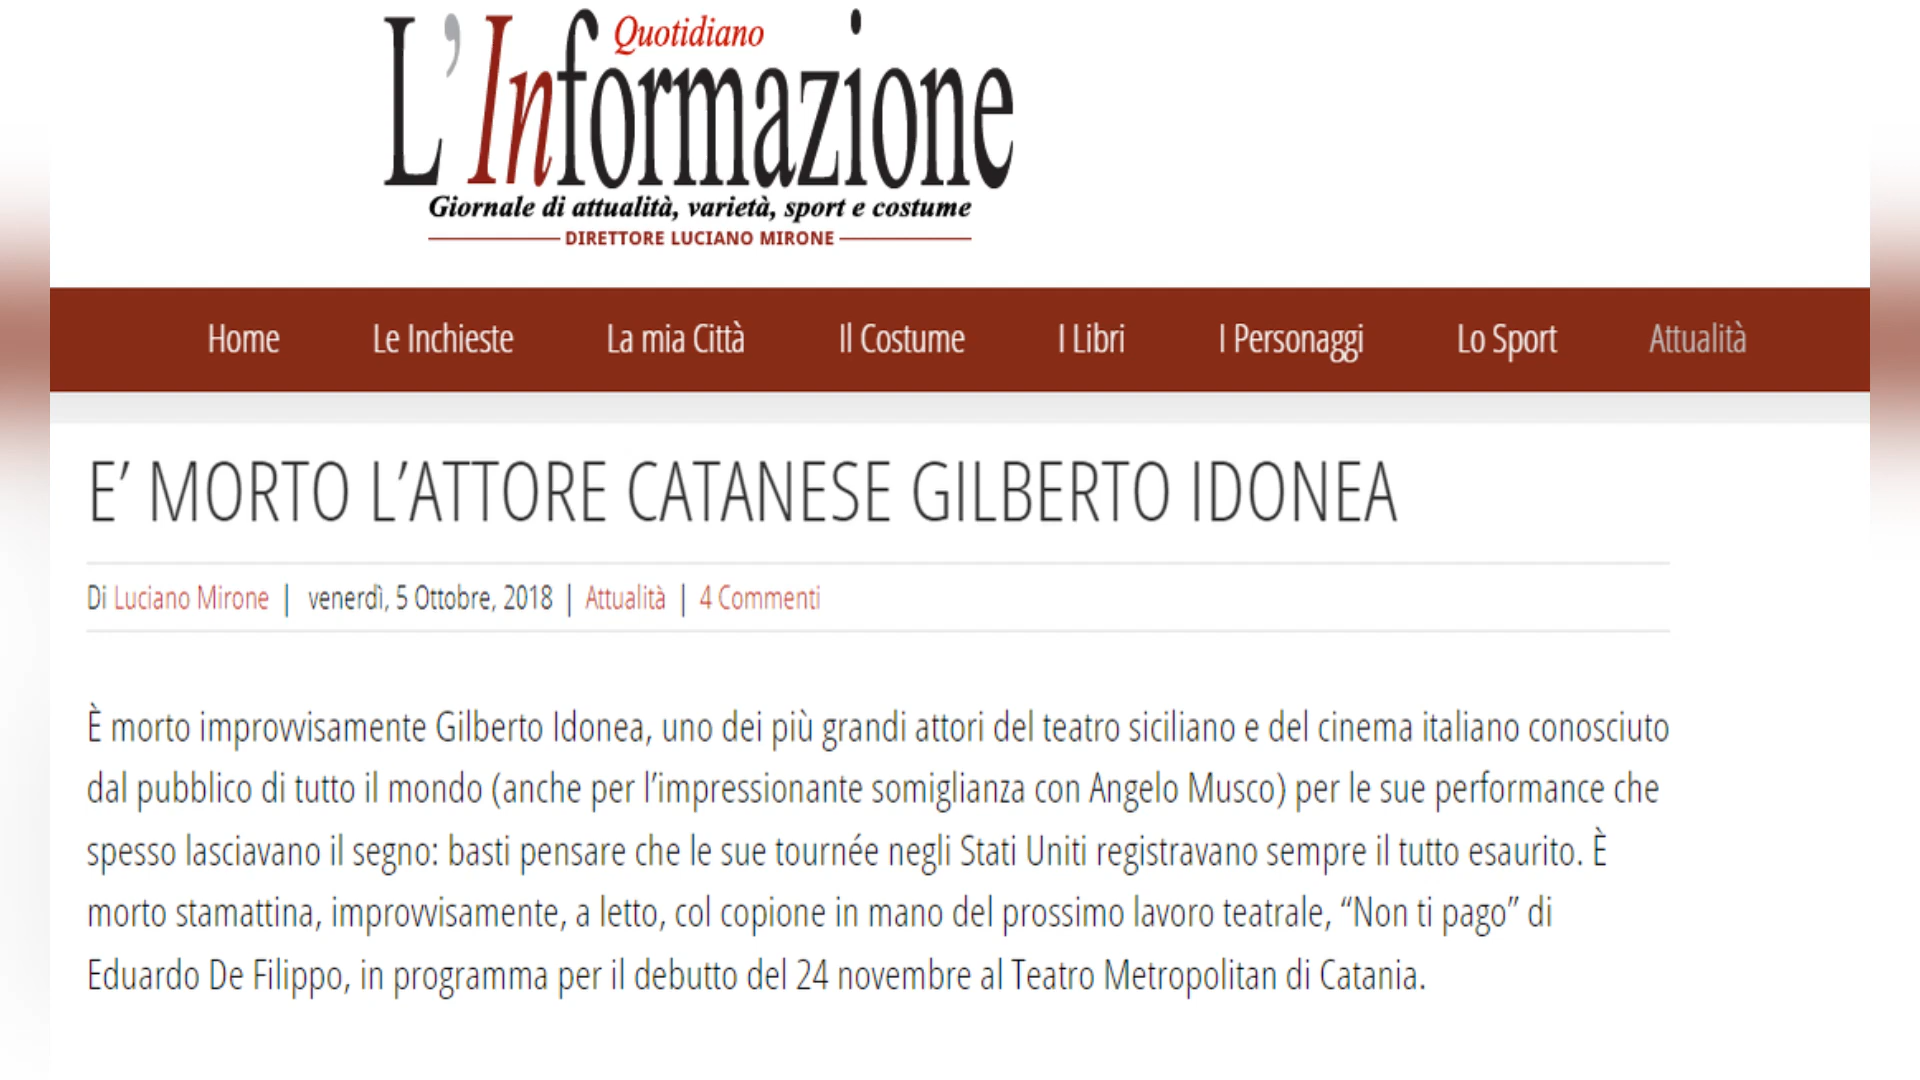 Quotidiano
L'Informazione
Giornale di attualità, varietà, sport e costume
DIRETTORE LUCIANO MIRONE
Home Le Inchieste La mia Città Il Costume I Libri I Personaggi Lo Sport Attualità
E’ MORTO L’ATTORE CATANESE GILBERTO IDONEA
Di Luciano Mirone | venerdì, 5 Ottobre, 2018 | Attualità | 4 Commenti
È morto improvvisamente Gilberto Idonea, uno dei più grandi attori del teatro siciliano e del cinema italiano conosciuto
dal pubblico di tutto il mondo (anche per l’impressionante somiglianza con Angelo Musco) per le sue performance che
spesso lasciavano il segno: basti pensare che le sue tournée negli Stati Uniti registravano sempre il tutto esaurito. È
morto stamattina, improvvisamente, a letto, col copione in mano del prossimo lavoro teatrale, “Non ti pago” di
Eduardo De Filippo, in programma per il debutto del 24 novembre al Teatro Metropolitan di Catania.